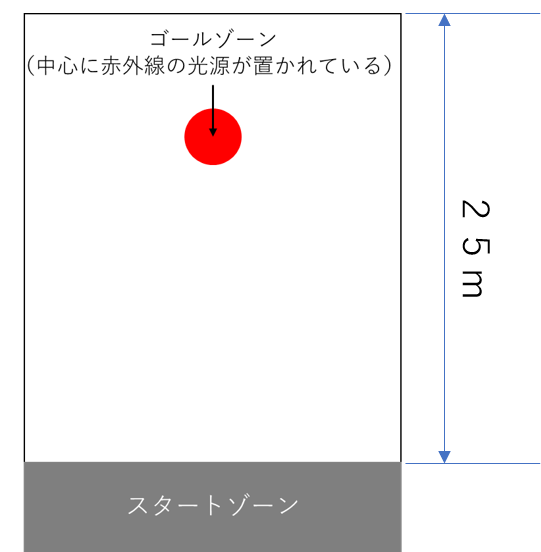 ゴールゾーン
（中心に赤外線の光源が置かれている）
２５ｍ
スタートゾーン